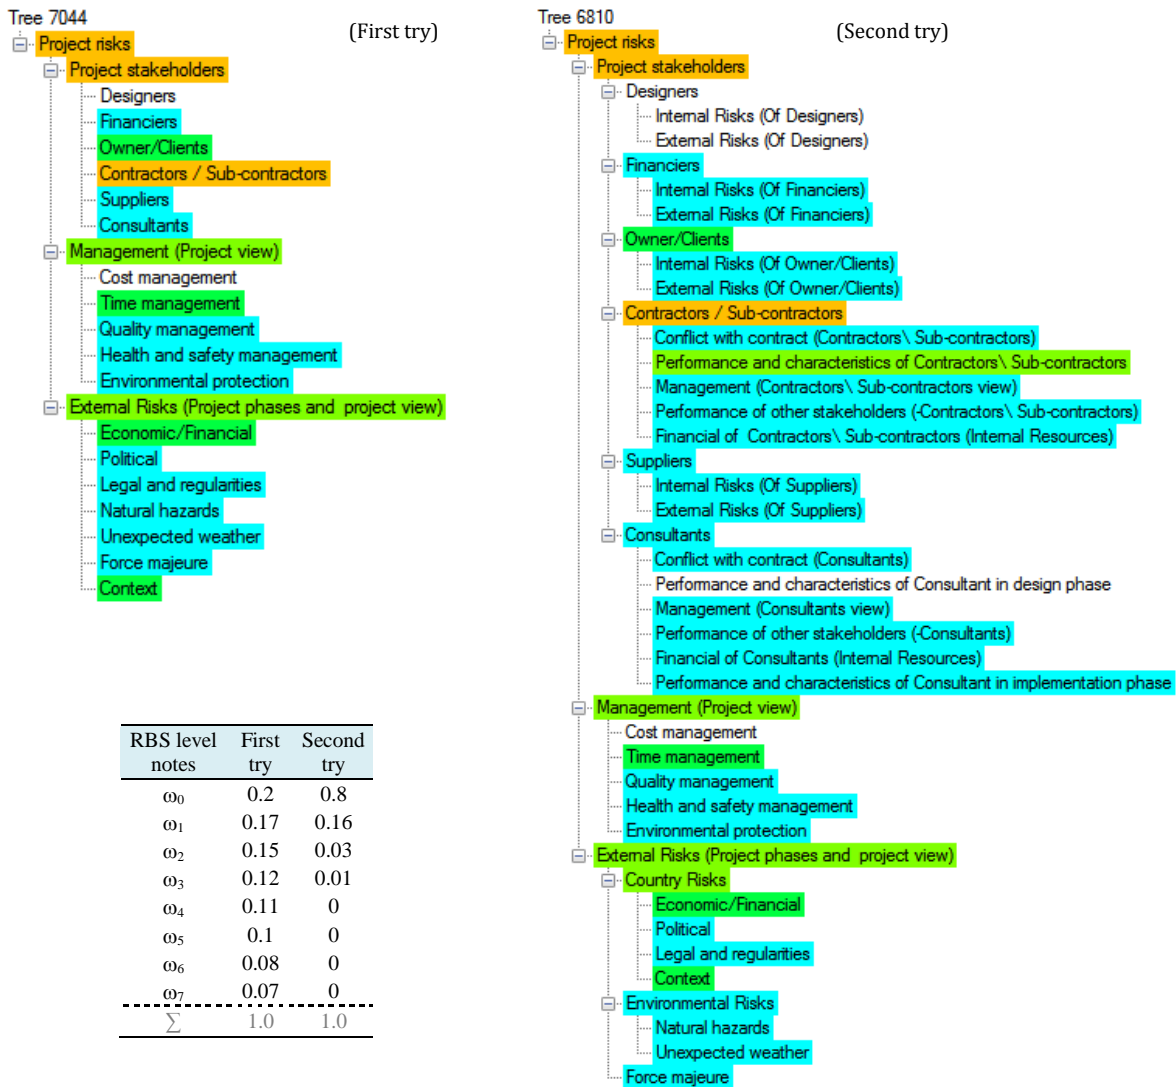 Tree 7044
(First try)
Project risks
Project stakeholders
Designers
Financiers
Owner/Clients
Contractors / Sub-contractors
Suppliers
Consultants
Management (Project view)
Cost management
Time management
Quality management
Health and safety management
Environmental protection
External Risks (Project phases and  project view)
Economic/Financial
Political
Legal and regularities
Natural hazards
Unexpected weather
Force majeure
Context
RBS level notes First try Second try
ω0 0.2 0.8
ω1 0.17 0.16
ω2 0.15 0.03
ω3 0.12 0.01
ω4 0.11 0
ω5 0.1 0
ω6 0.08 0
ω7 0.07 0
∑ 1.0 1.0
Tree 6810
(Second try)
Project risks
Project stakeholders
Designers
Internal Risks (Of Designers)
External Risks (Of Designers)
Financiers
Internal Risks (Of Financiers)
External Risks (Of Financiers)
Owner/Clients
Internal Risks (Of Owner/Clients)
External Risks (Of Owner/Clients)
Contractors / Sub-contractors
Conflict with contract (Contractors\ Sub-contractors)
Performance and characteristics of Contractors\ Sub-contractors
Management (Contractors\ Sub-contractors view)
Performance of other stakeholders (-Contractors\ Sub-contractors)
Financial of  Contractors\ Sub-contractors (Internal Resources)
Suppliers
Internal Risks (Of Suppliers)
External Risks (Of Suppliers)
Consultants
Conflict with contract (Consultants)
Performance and characteristics of Consultant in design phase
Management (Consultants view)
Performance of other stakeholders (-Consultants)
Financial of Consultants (Internal Resources)
Performance and characteristics of Consultant in implementation phase
Management (Project view)
Cost management
Time management
Quality management
Health and safety management
Environmental protection
External Risks (Project phases and  project view)
Country Risks
Economic/Financial
Political
Legal and regularities
Context
Environmental Risks
Natural hazards
Unexpected weather
Force majeure